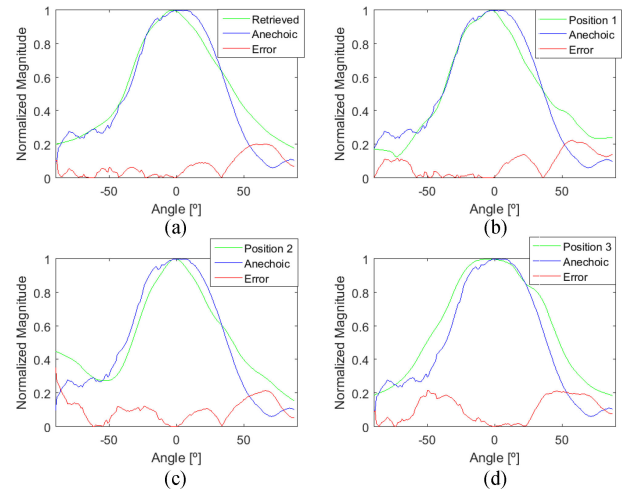 Normalized Magnitude
1
0.8
0.6
0.4
0.2
0
-50
0
50
Angle [º]
Retrieved
Anechoic
Error
(a)
Normalized Magnitude
1
0.8
0.6
0.4
0.2
0
-50
0
50
Angle [º]
Position 1
Anechoic
Error
(b)
Normalized Magnitude
1
0.8
0.6
0.4
0.2
0
-50
0
50
Angle [º]
Position 2
Anechoic
Error
(c)
Normalized Magnitude
1
0.8
0.6
0.4
0.2
0
-50
0
50
Angle [º]
Position 3
Anechoic
Error
(d)